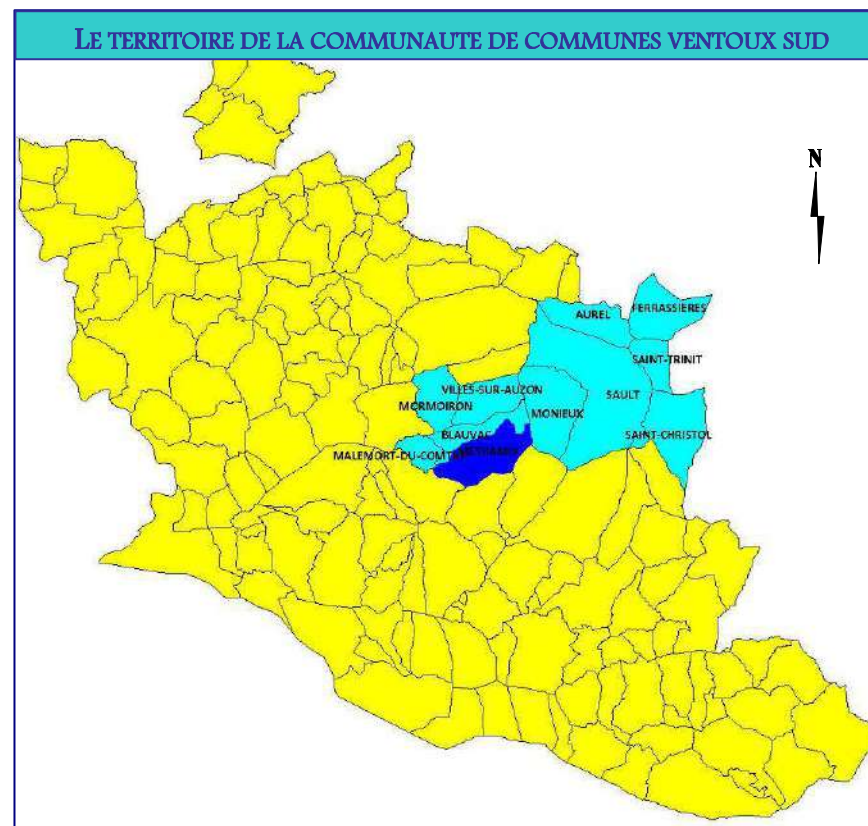 LE TERRITOIRE DE LA COMMUNAUTE DE COMMUNES VENTOUX SUD
N
FERRASSIERES
AUREL
SAINT-TRINIT
VILLES-SUR-AUZON
SAULT
MORMOIRON
MONIEUX
BLAUVAC
SAINT-CHRISTOL
MALEMORT-DU-COMTAT